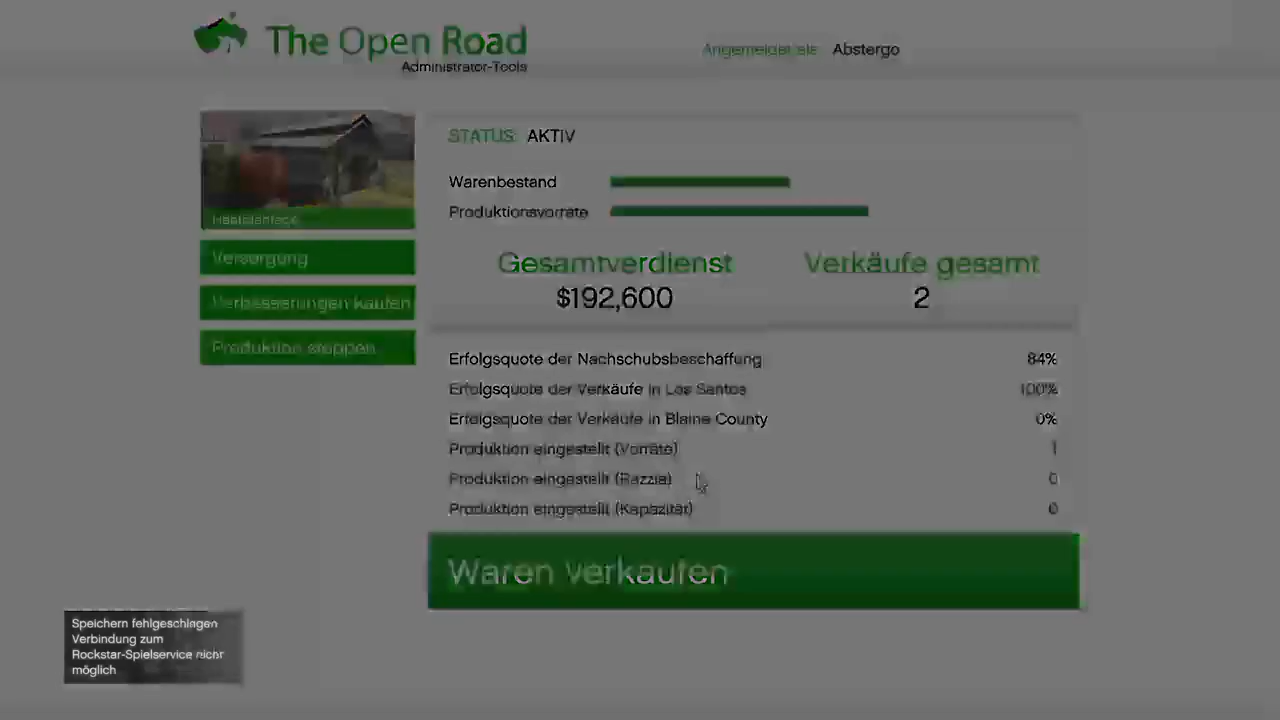 The Open Road
Administrator-Tools
Angemeldet als Abstergo
Hanfplantage
STATUS: AKTIV
Warenbestand
Produktionsvorräte
Versorgung
Verbesserungen kaufen
Produktion stoppen
Gesamtverdienst
$192,600
Verkäufe gesamt
2
Erfolgsquote der Nachschubsbeschaffung 84%
Erfolgsquote der Verkäufe in Los Santos 100%
Erfolgsquote der Verkäufe in Blaine County 0%
Produktion eingestellt (Vorräte) 1
Produktion eingestellt (Razzia) 0
Produktion eingestellt (Kapazität) 0
Waren verkaufen
Speichern fehlgeschlagen
Verbindung zum
Rockstar-Spielservice nicht
möglich